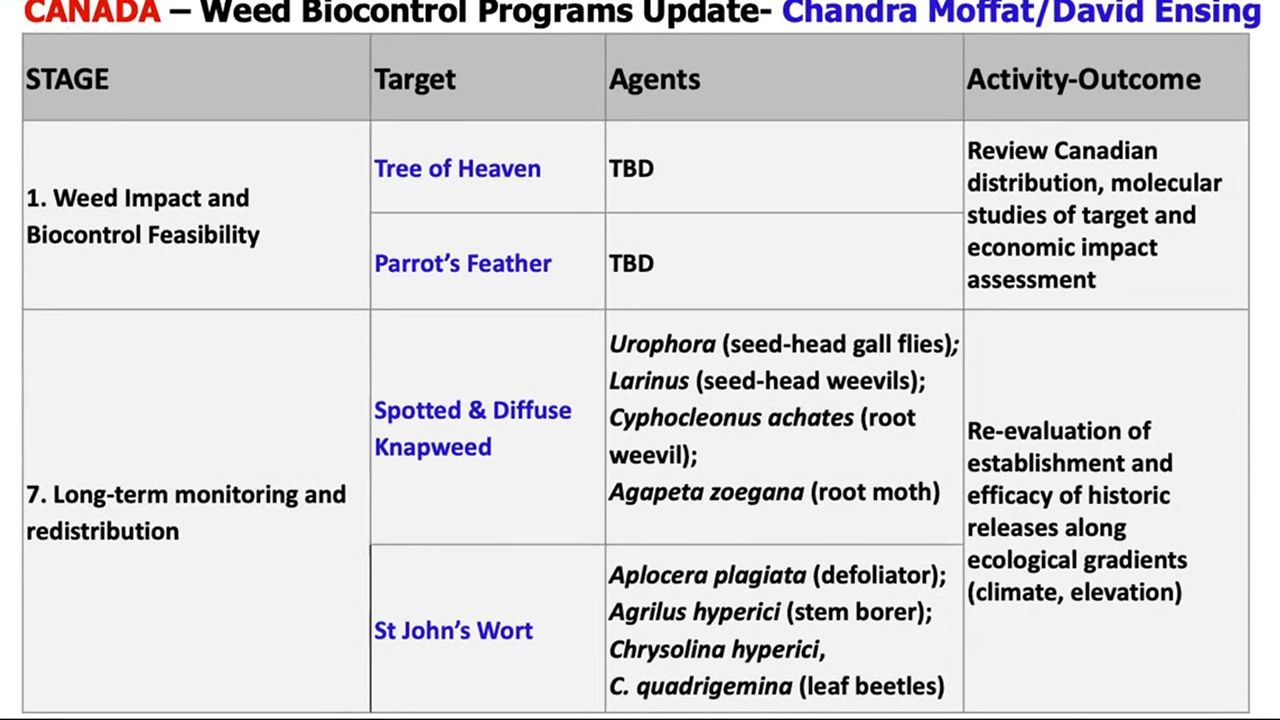 CANADA – Weed Biocontrol Programs Update- Chandra Moffat/David Ensing
STAGE
Target
Agents
Activity-Outcome
1. Weed Impact and
Biocontrol Feasibility
Tree of Heaven
TBD
Parrot’s Feather
TBD
Review Canadian
distribution, molecular
studies of target and
economic impact
assessment
7. Long-term monitoring and
redistribution
Spotted & Diffuse
Knapweed
Urophora (seed-head gall flies);
Larinus (seed-head weevils);
Cyphocleonus achates (root
weevil);
Agapeta zoegana (root moth)
St John’s Wort
Aplocera plagiata (defoliator);
Agrilus hyperici (stem borer);
Chrysolina hyperici,
C. quadrigemina (leaf beetles)
Re-evaluation of
establishment and
efficacy of historic
releases along
ecological gradients
(climate, elevation)